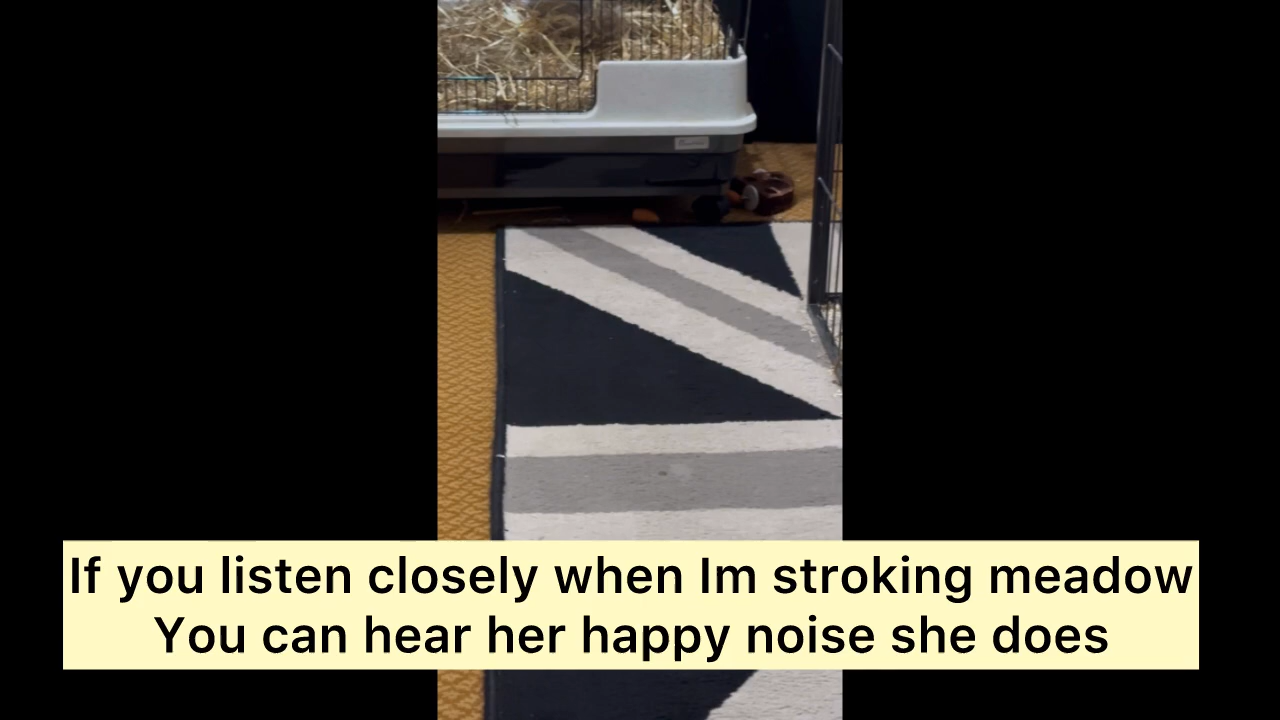 If you listen closely when Im stroking meadow
You can hear her happy noise she does